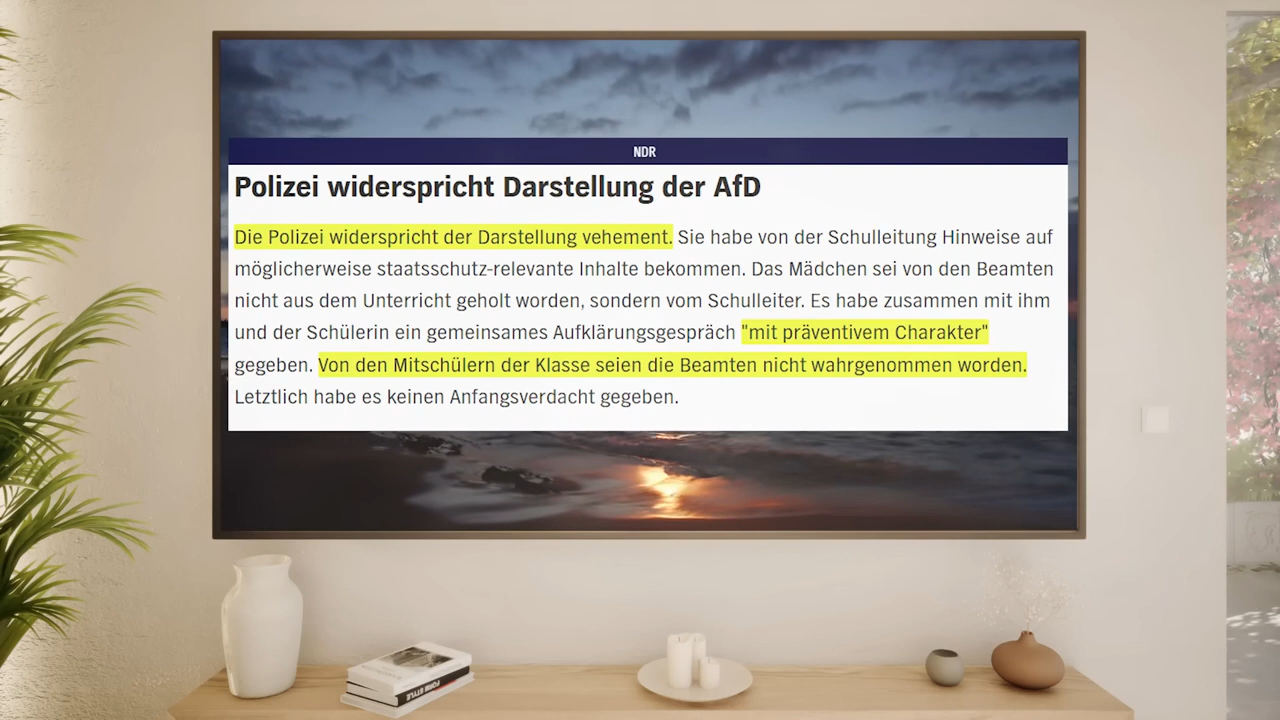 NDR
Polizei widerspricht Darstellung der AfD
Die Polizei widerspricht der Darstellung vehement. Sie habe von der Schulleitung Hinweise auf
möglicherweise staatsschutz-relevante Inhalte bekommen. Das Mädchen sei von den Beamten
nicht aus dem Unterricht geholt worden, sondern vom Schulleiter. Es habe zusammen mit ihm
und der Schülerin ein gemeinsames Aufklärungsgespräch "mit präventivem Charakter"
gegeben. Von den Mitschülern der Klasse seien die Beamten nicht wahrgenommen worden.
Letztlich habe es keinen Anfangsverdacht gegeben.
FORM STYLE